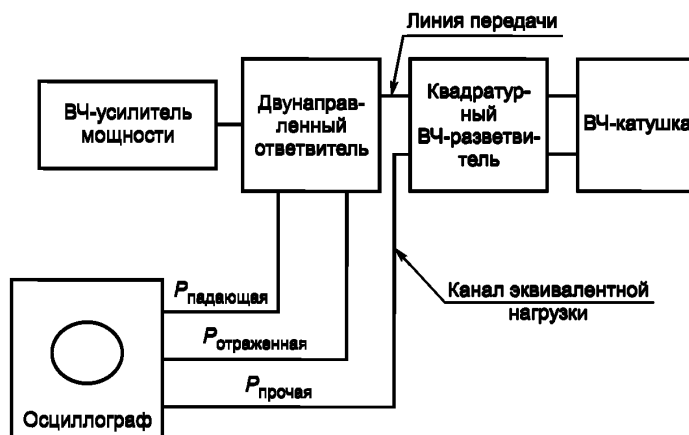 Линия передачи
ВЧ-усилитель
мощности
Двунаправ-
ленный
ответвитель
Квадратур-
ный
ВЧ-разветви-
тель
ВЧ-катушка
Pпадающая
Pотраженная
Pпрочая
Канал эквивалентной
нагрузки
Осциллограф